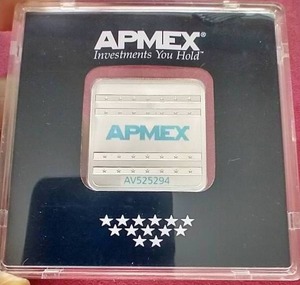 APMEX®
Investments You Hold™
APMEX
AV525294